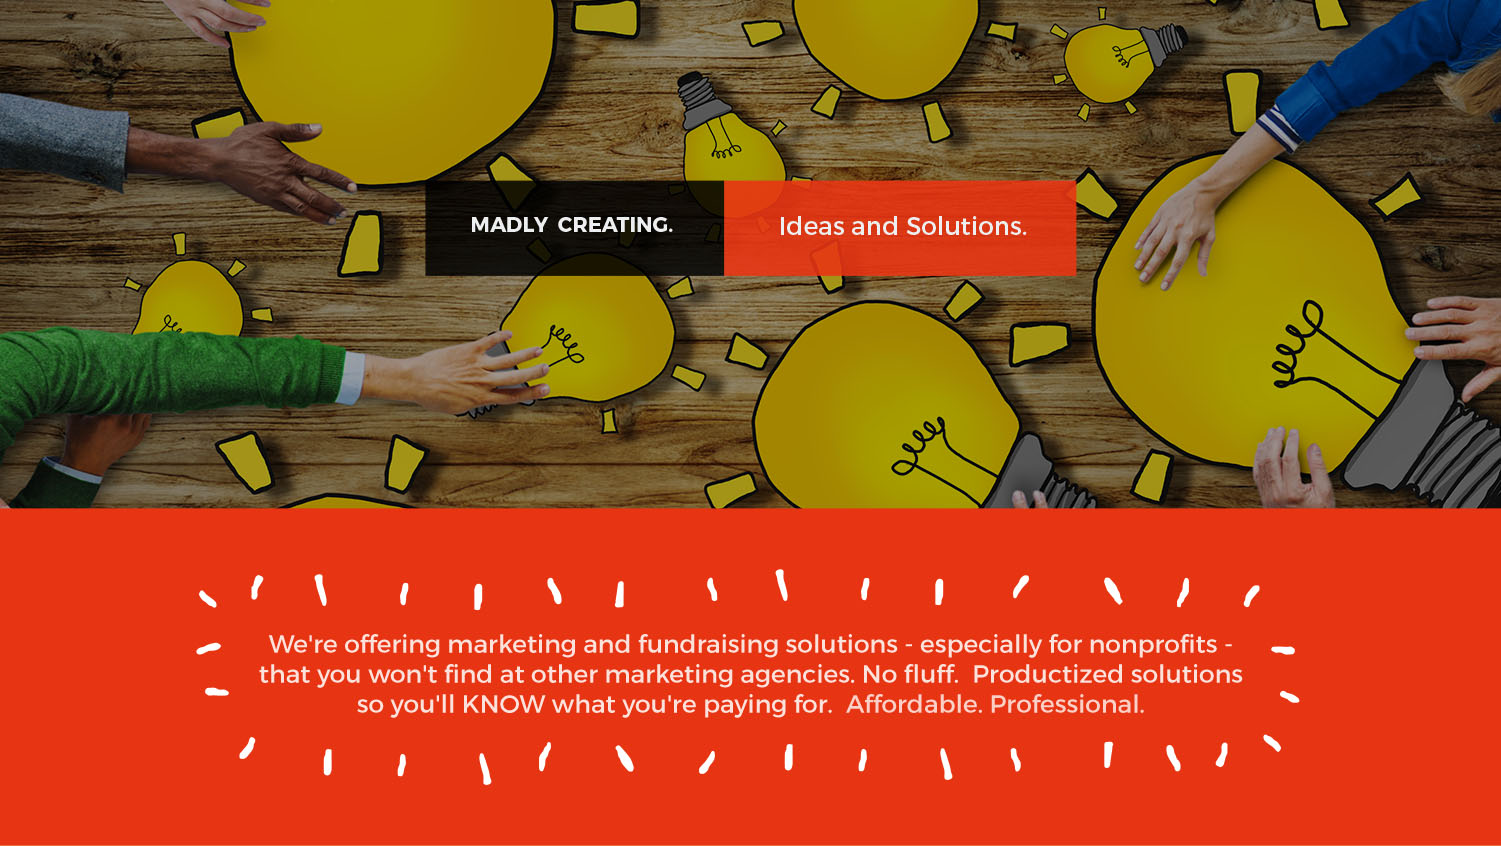 MADLY CREATING.
Ideas and Solutions.
We're offering marketing and fundraising solutions - especially for nonprofits -
that you won't find at other marketing agencies. No fluff. Productized solutions
so you'll KNOW what you're paying for. Affordable. Professional.